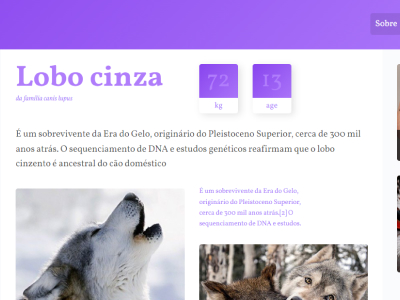 Sobre
Lobo cinza
da família canis lupus
72
kg
13
age
É um sobrevivente da Era do Gelo, originário do Pleistoceno Superior, cerca de 300 mil
anos atrás. O sequenciamento de DNA e estudos genéticos reafirmam que o lobo
cinzento é ancestral do cão doméstico
É um sobrevivente da Era do Gelo,
originário do Pleistoceno Superior,
cerca de 300 mil anos atrás.[2] O
sequenciamento de DNA e estudos.